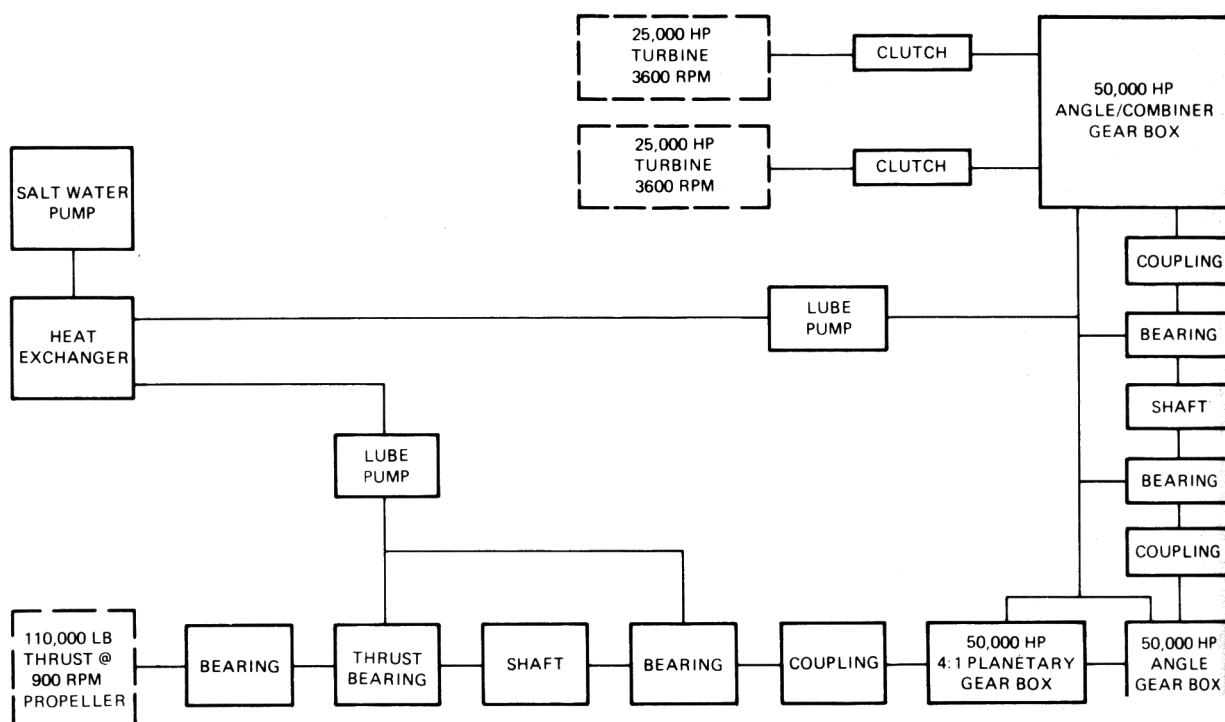 25,000 HP
TURBINE
3600 RPM
CLUTCH
50,000 HP
ANGLE/COMBINER
GEAR BOX
25,000 HP
TURBINE
3600 RPM
CLUTCH
SALT WATER
PUMP
COUPLING
HEAT
EXCHANGER
LUBE
PUMP
BEARING
SHAFT
LUBE
PUMP
BEARING
COUPLING
110,000 LB
THRUST @
900 RPM
PROPELLER
BEARING
THRUST
BEARING
SHAFT
BEARING
COUPLING
50,000 HP
4:1 PLANETARY
GEAR BOX
50,000 HP
ANGLE
GEAR BOX